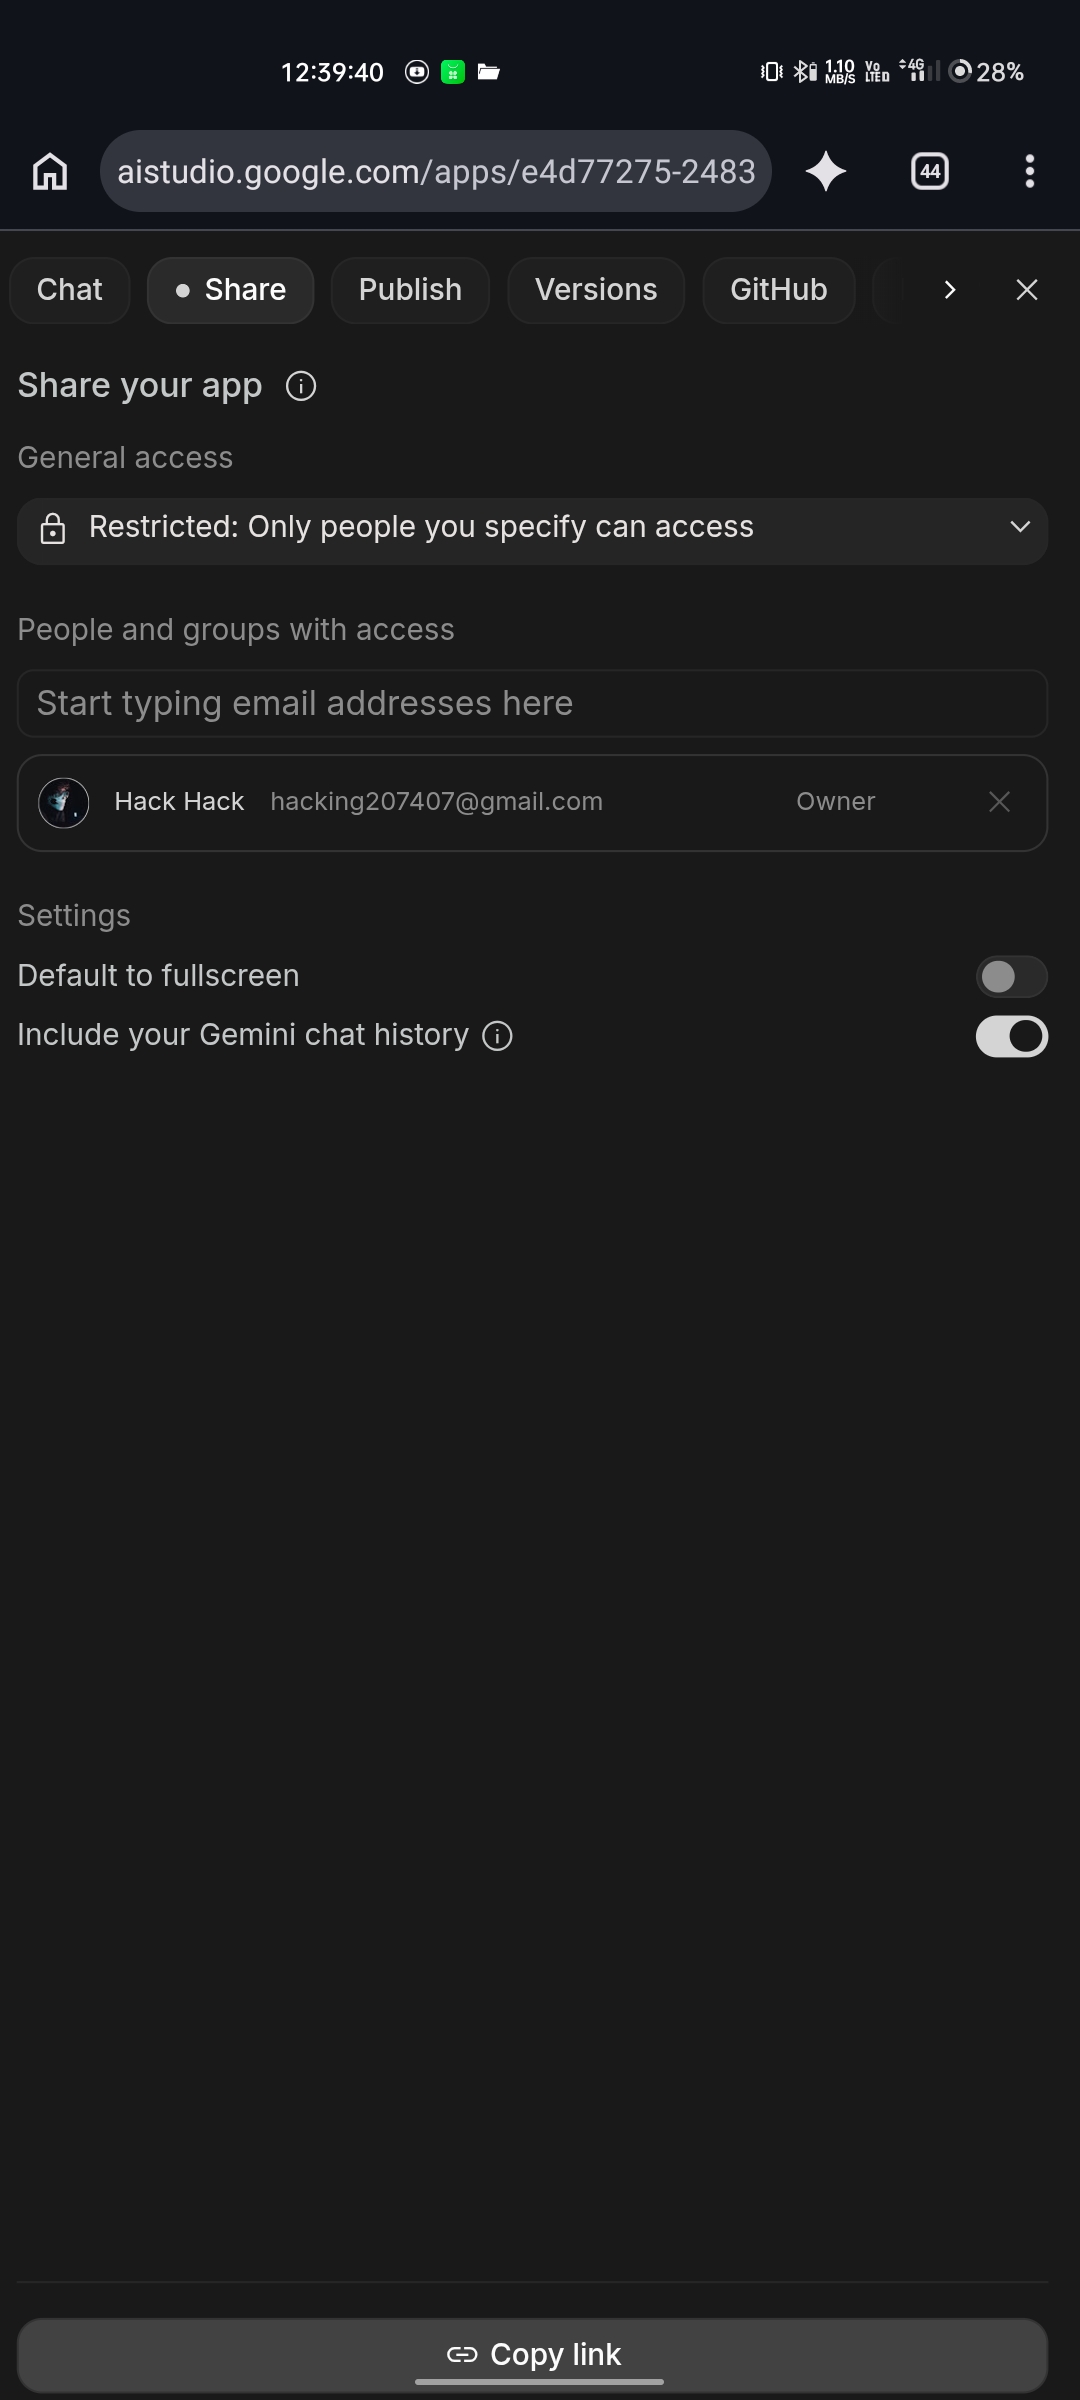 12:39:40 1.10 MB/S Vo LTE 4G 28%
aistudio.google.com/apps/e4d77275-2483 44
Chat Share Publish Versions GitHub
Share your app
General access
Restricted: Only people you specify can access
People and groups with access
Start typing email addresses here
Hack Hack hacking207407@gmail.com Owner
Settings
Default to fullscreen
Include your Gemini chat history
Copy link